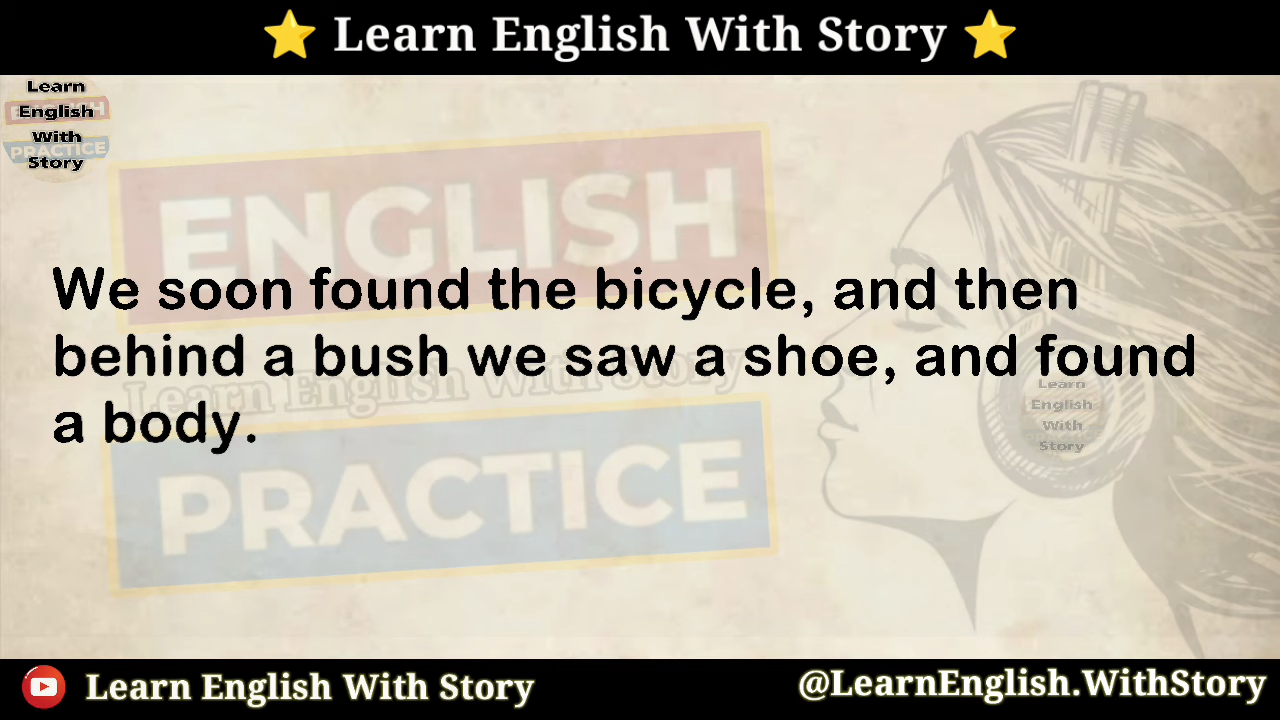 ⭐ Learn English With Story ⭐
Learn
English
With
Story
ENGLISH
PRACTICE
ENGLISH
We soon found the bicycle, and then
behind a bush we saw a shoe, and found
a body.
Learn English With Story
Learn
English
With
Story
PRACTICE
Learn English With Story
@LearnEnglish.WithStory